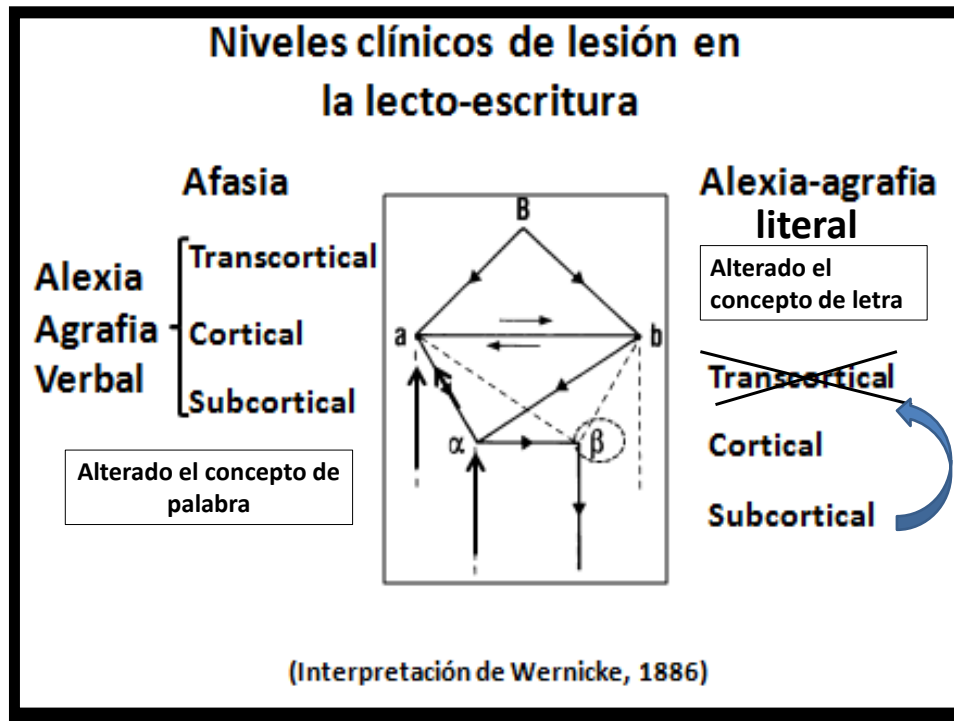 Niveles clínicos de lesión en
la lecto-escritura
Afasia
Alexia
Agrafia
Verbal
Transcortical
Cortical
Subcortical
Alterado el concepto de
palabra
B
a
b
α
β
Alexia-agrafia
literal
Alterado el
concepto de letra
Transcortical
Cortical
Subcortical
(Interpretación de Wernicke, 1886)